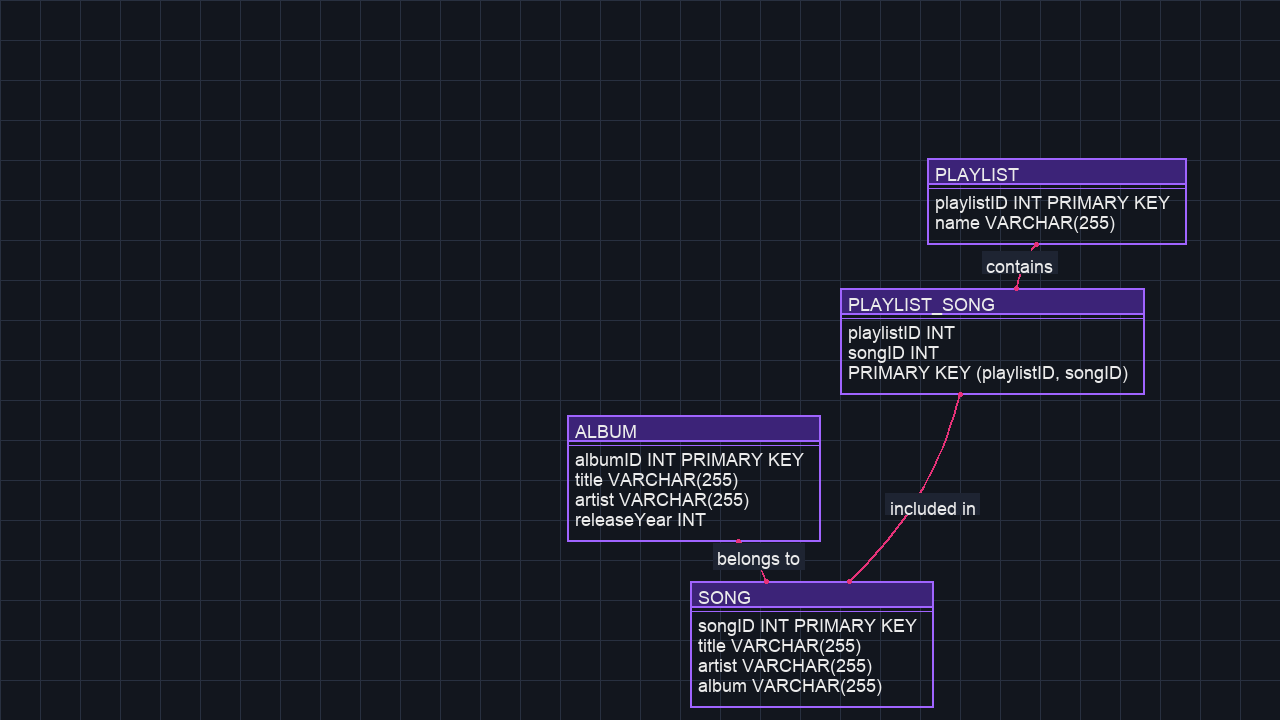 PLAYLIST
playlistID INT PRIMARY KEY
name VARCHAR(255)
contains
PLAYLIST_SONG
playlistID INT
songID INT
PRIMARY KEY (playlistID, songID)
ALBUM
albumID INT PRIMARY KEY
title VARCHAR(255)
artist VARCHAR(255)
releaseYear INT
included in
belongs to
SONG
songID INT PRIMARY KEY
title VARCHAR(255)
artist VARCHAR(255)
album VARCHAR(255)